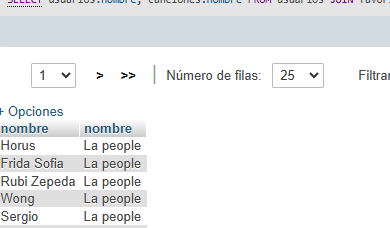 SELECT usuarios.nombre, canciones.nombre FROM usuarios JOIN favor
1 > >> Número de filas: 25 Filtrar
+ Opciones
nombre nombre
Horus La people
Frida Sofia La people
Rubi Zepeda La people
Wong La people
Sergio La people